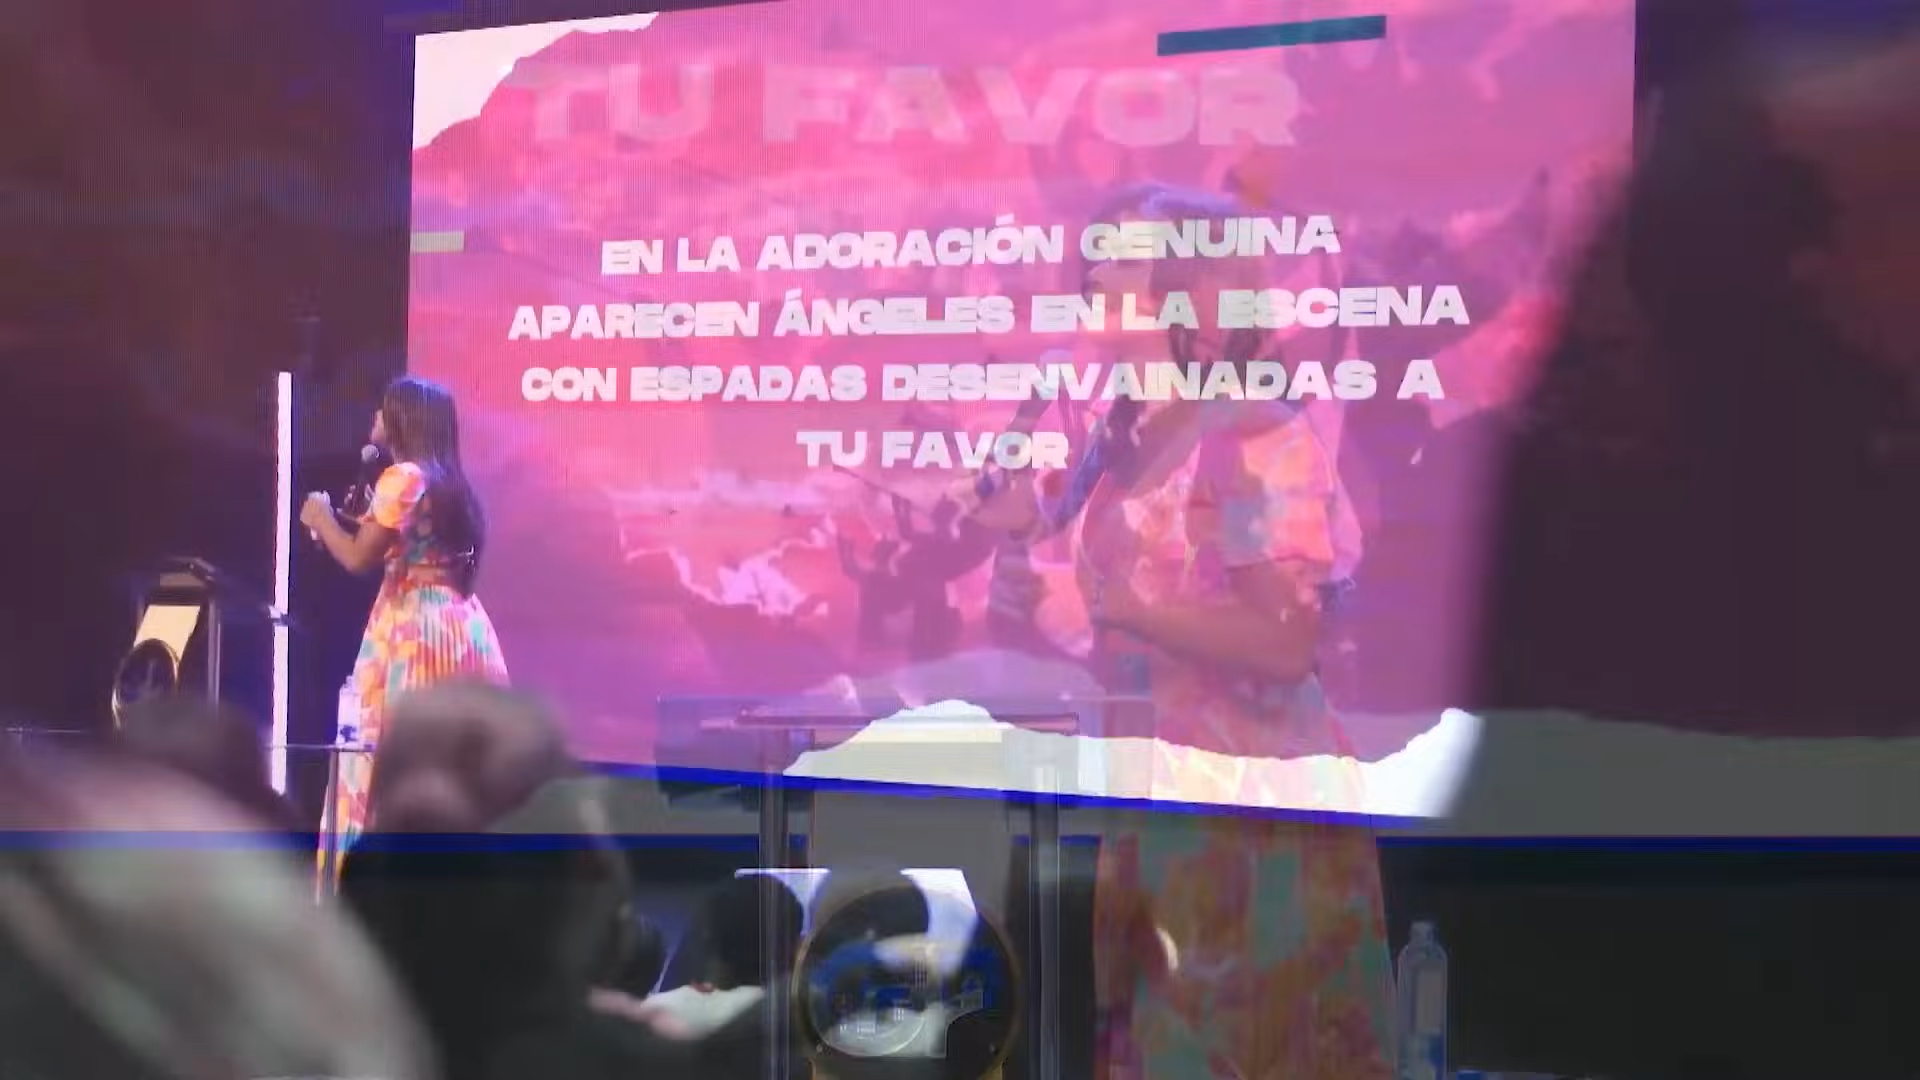 TU FAVOR
EN LA ADORACIÓN GENUINA
APARECEN ÁNGELES EN LA ESCENA
CON ESPADAS DESENVAINADAS A
TU FAVOR